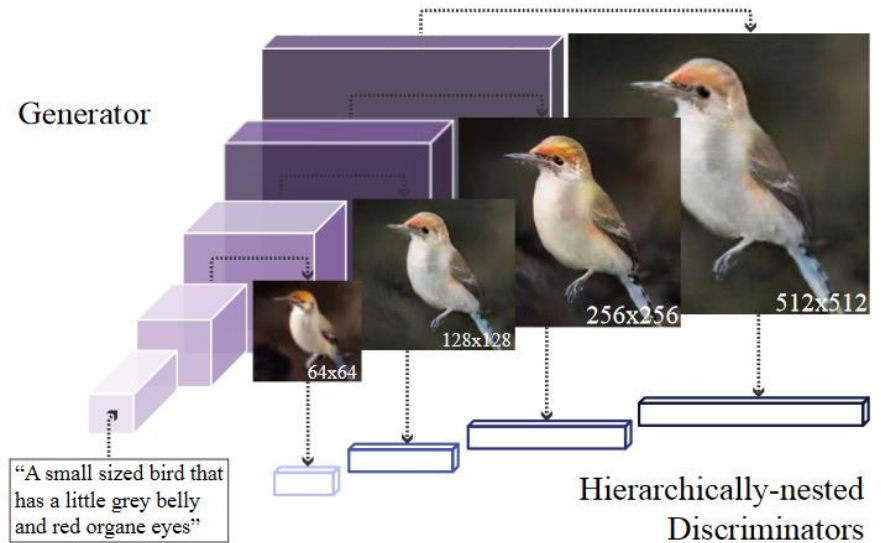 Generator
512x512
256x256
128x128
64x64
“A small sized bird that
has a little grey belly
and red organe eyes”
Hierarchically-nested
Discriminators